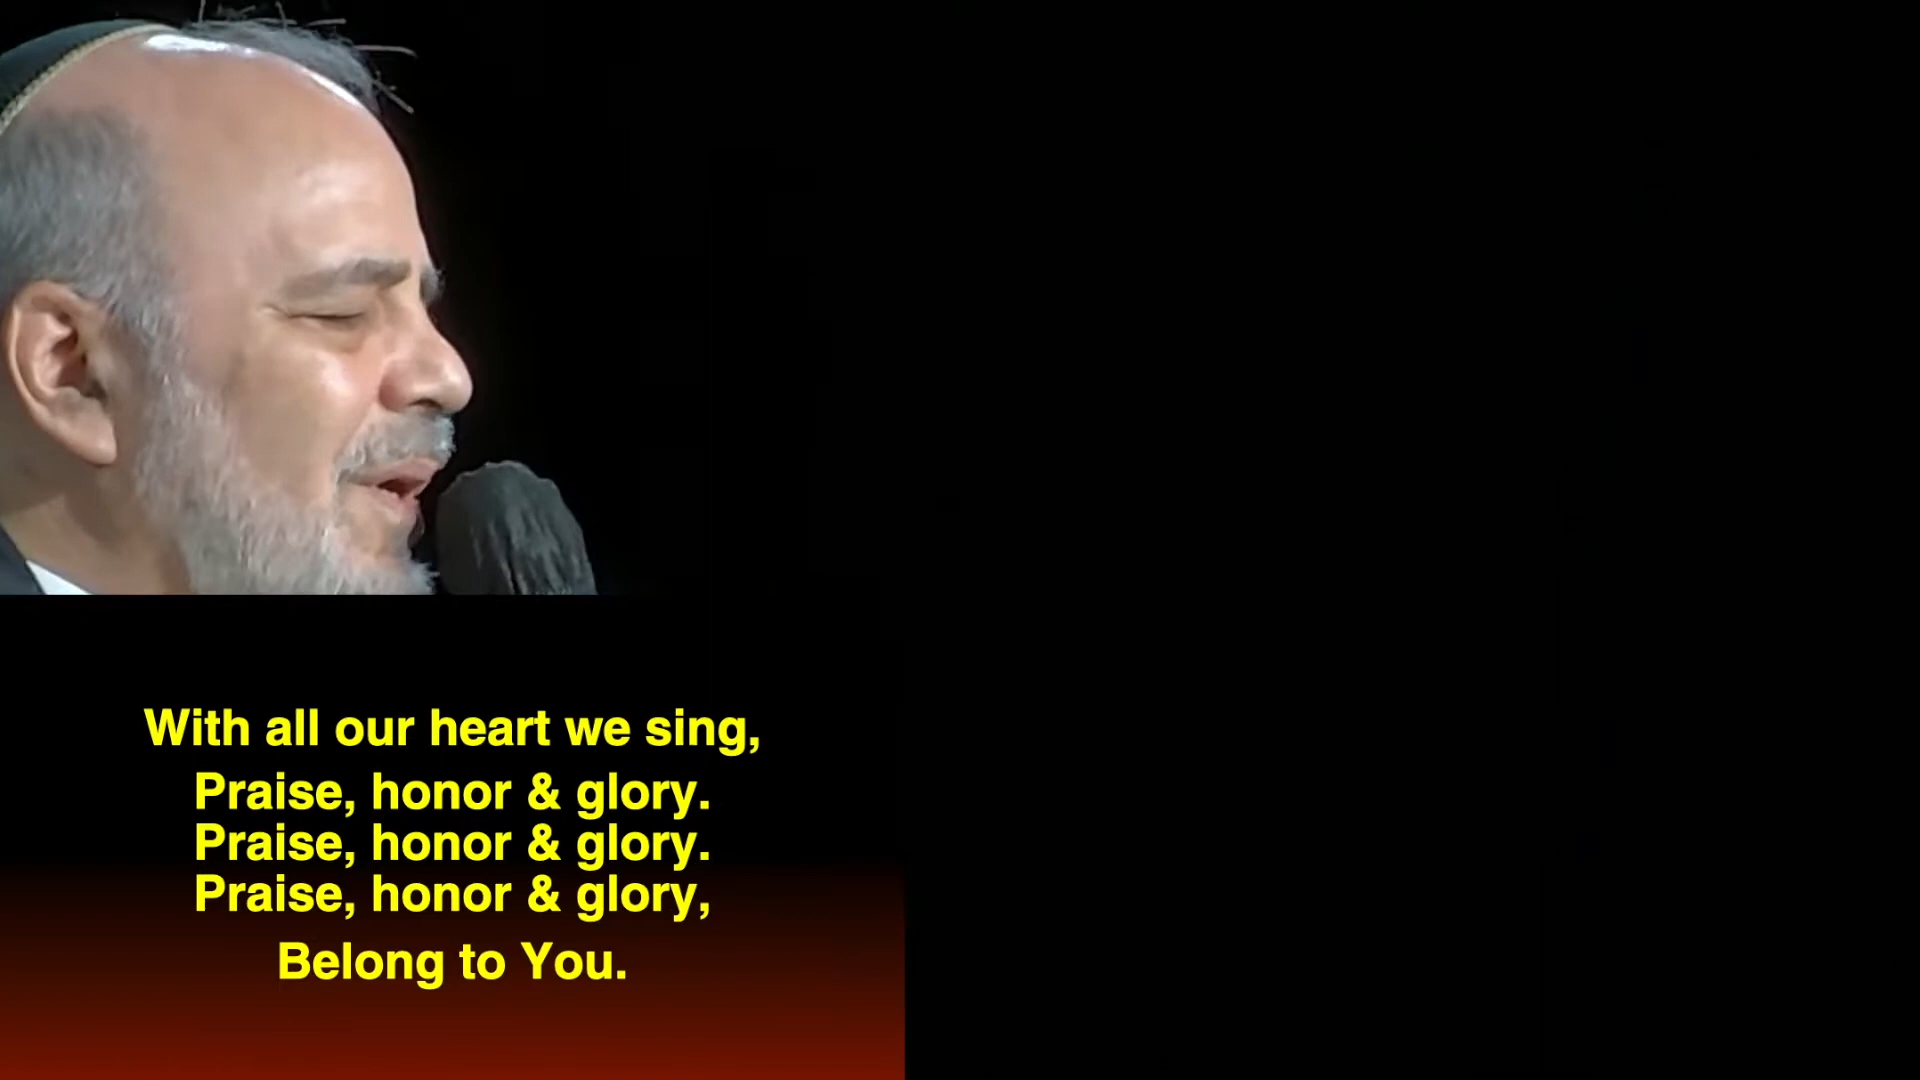 With all our heart we sing,
Praise, honor & glory.
Praise, honor & glory.
Praise, honor & glory,
Belong to You.